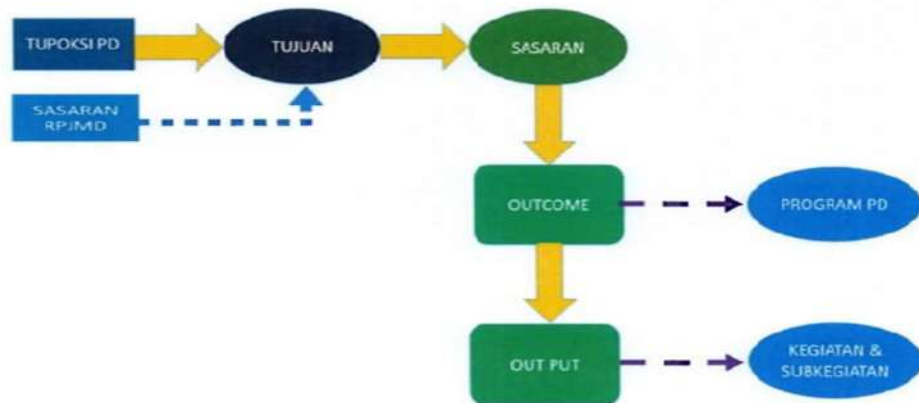 TUPOKSI PD
TUJUAN
SASARAN
SASARAN
RPJMD
OUTCOME
PROGRAM PD
OUT PUT
KEGIATAN &
SUBKEGIATAN